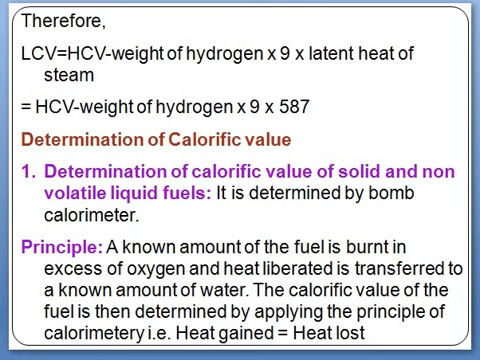 Therefore,
LCV=HCV-weight of hydrogen x 9 x latent heat of
steam
= HCV-weight of hydrogen x 9 x 587
Determination of Calorific value
1. Determination of calorific value of solid and non
volatile liquid fuels: It is determined by bomb
calorimeter.
Principle: A known amount of the fuel is burnt in
excess of oxygen and heat liberated is transferred to
a known amount of water. The calorific value of the
fuel is then determined by applying the principle of
calorimetery i.e. Heat gained = Heat lost